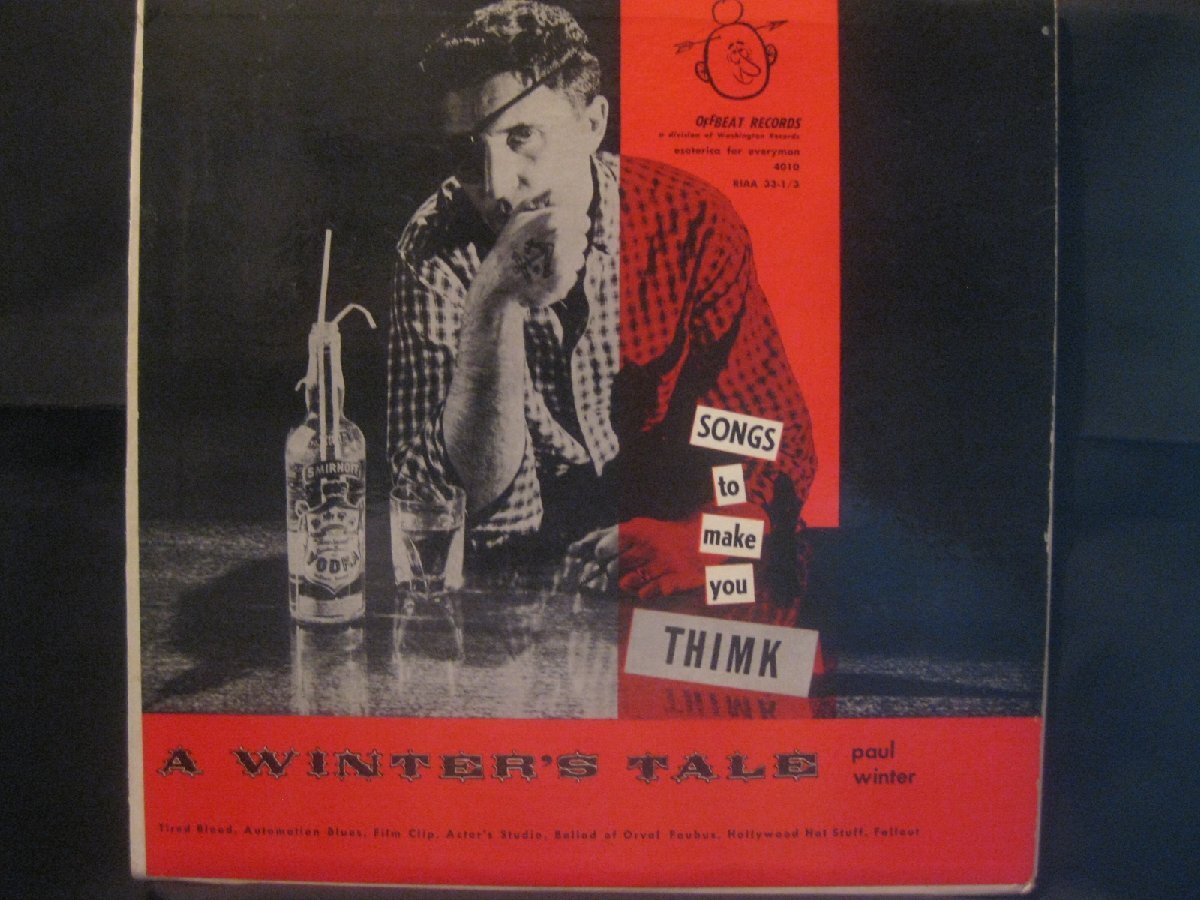 OFFBEAT RECORDS
a division of Washington Records
esoterica for everyman
4010
RIAA 33-1/3
SMIRNOFF
VODKA
SONGS
to
make
you
THIMK
A WINTER'S TALE
paul
winter
Tired Blood, Automation Blues, Film Clip, Actor's Studio, Ballad of Orval Faubus, Hollywood Hot Stuff, Fallout